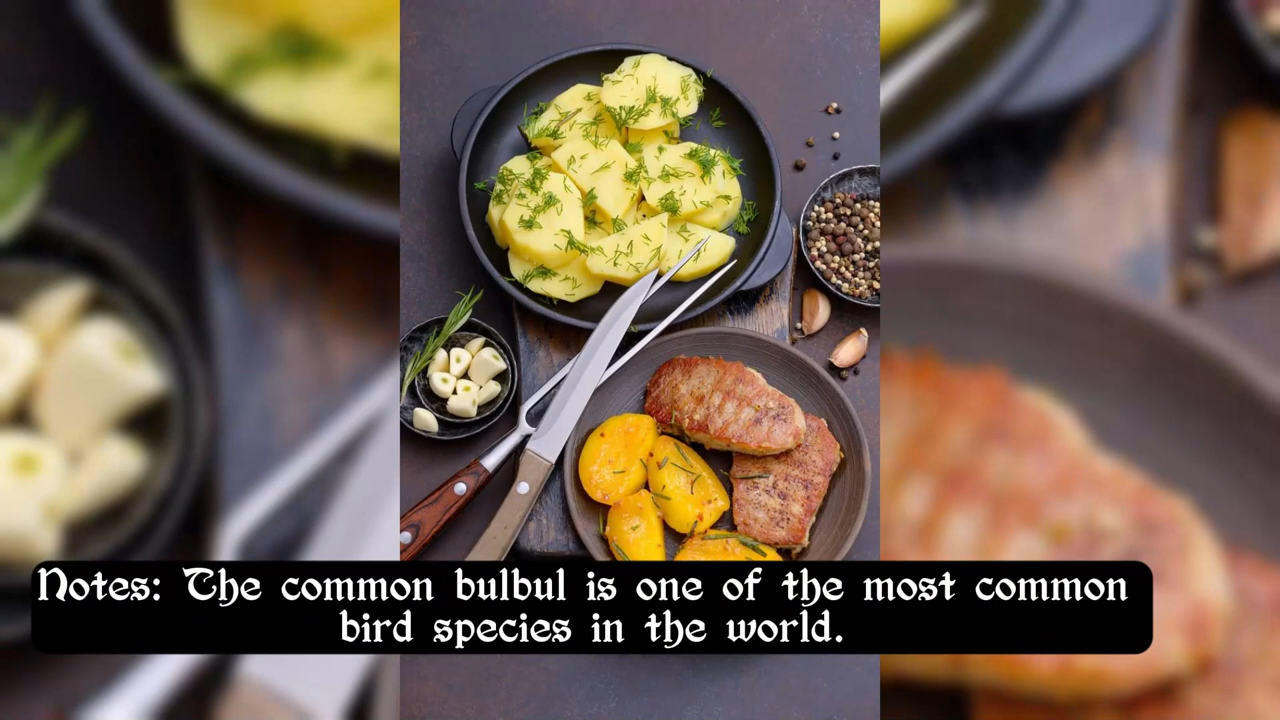 Notes: The common bulbul is one of the most common
bird species in the world.